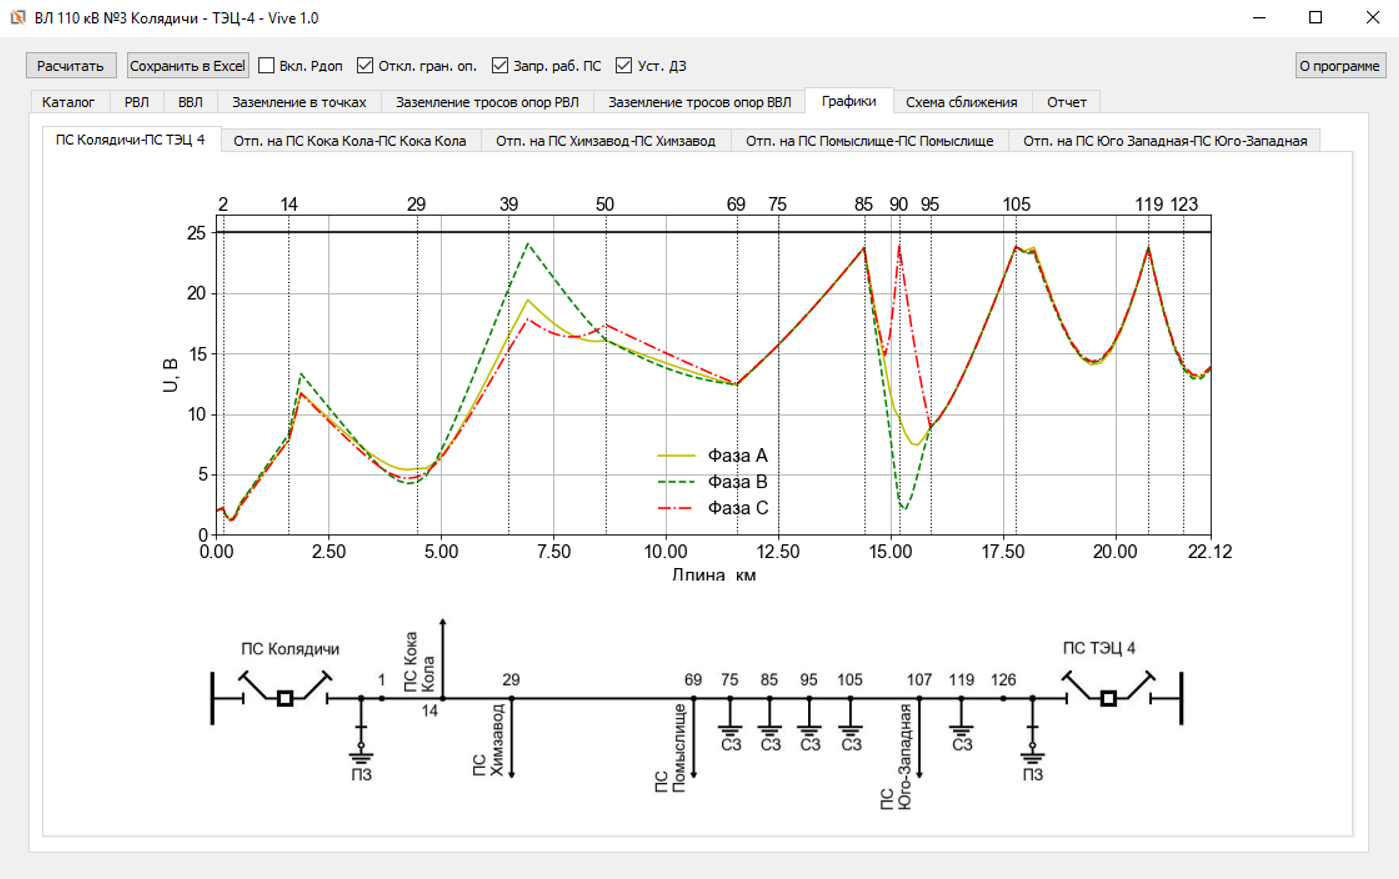 ВЛ 110 кВ №3 Колядичи - ТЭЦ-4 - Vive 1.0
Расчитать Сохранить в Excel Вкл. Рдоп Откл. гран. оп. Запр. раб. ПС Уст. ДЗ О программе
Каталог РВЛ ВВЛ Заземление в точках Заземление тросов опор РВЛ Заземление тросов опор ВВЛ Графики Схема сближения Отчет
ПС Колядичи-ПС ТЭЦ 4 Отп. на ПС Кока Кола-ПС Кока Кола Отп. на ПС Химзавод-ПС Химзавод Отп. на ПС Помыслище-ПС Помыслище Отп. на ПС Юго Западная-ПС Юго-Западная
2 14 29 39 50 69 75 85 90 95 105 119 123
25
20
15
10
5
0
U, В
Фаза А
Фаза В
Фаза С
0.00 2.50 5.00 7.50 10.00 12.50 15.00 17.50 20.00 22.12
Длина, км
ПС Колядичи
ПС Кока
Кола
ПС ТЭЦ 4
1 29 69 75 85 95 105 107 119 126
14
ПС
Химзавод
ПС
Помыслище
ПС
Юго-Западная
СЗ СЗ СЗ СЗ СЗ
ПЗ ПЗ